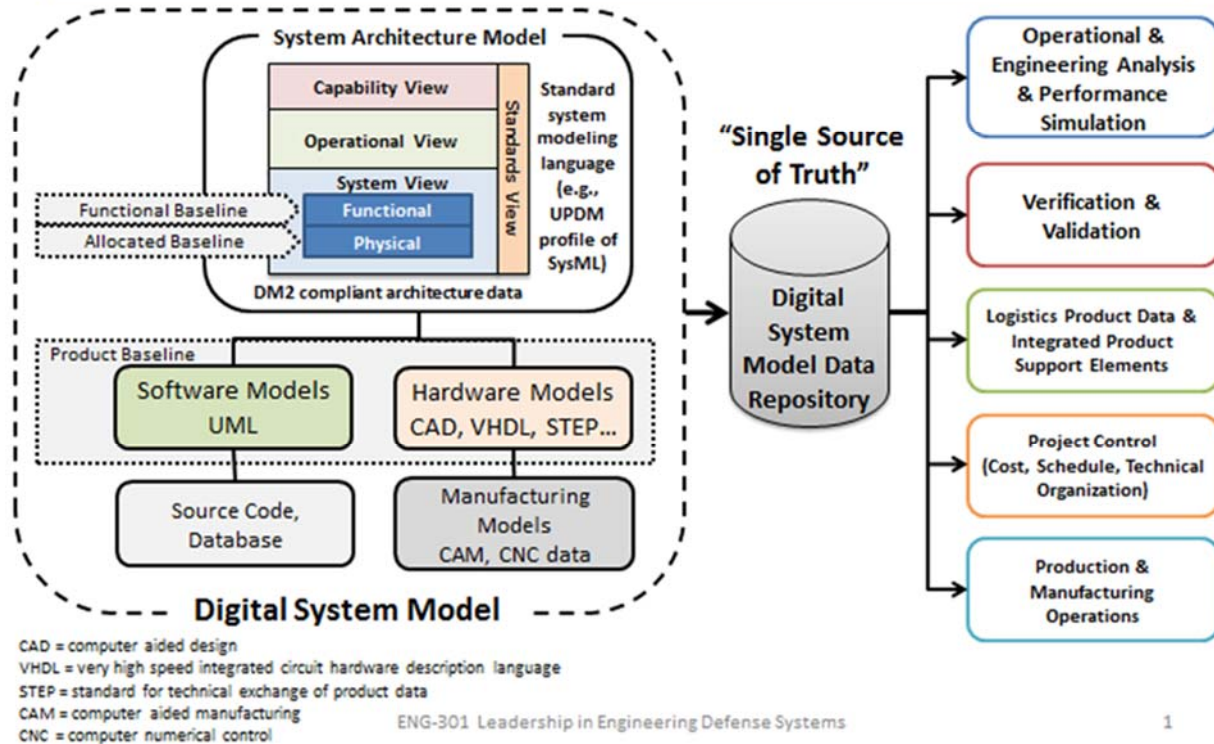 System Architecture Model
Capability View
Operational View
System View
Functional
Physical
Standards View
Standard
system
modeling
language
(e.g.,
UPDM
profile of
SysML)
Functional Baseline
Allocated Baseline
DM2 compliant architecture data
Product Baseline
Software Models
UML
Hardware Models
CAD, VHDL, STEP...
Source Code,
Database
Manufacturing
Models
CAM, CNC data
Digital System Model
“Single Source
of Truth”
Digital
System
Model Data
Repository
Operational &
Engineering Analysis
& Performance
Simulation
Verification &
Validation
Logistics Product Data &
Integrated Product
Support Elements
Project Control
(Cost, Schedule, Technical
Organization)
Production &
Manufacturing
Operations
CAD = computer aided design
VHDL = very high speed integrated circuit hardware description language
STEP = standard for technical exchange of product data
CAM = computer aided manufacturing
CNC = computer numerical control
ENG-301 Leadership in Engineering Defense Systems
1